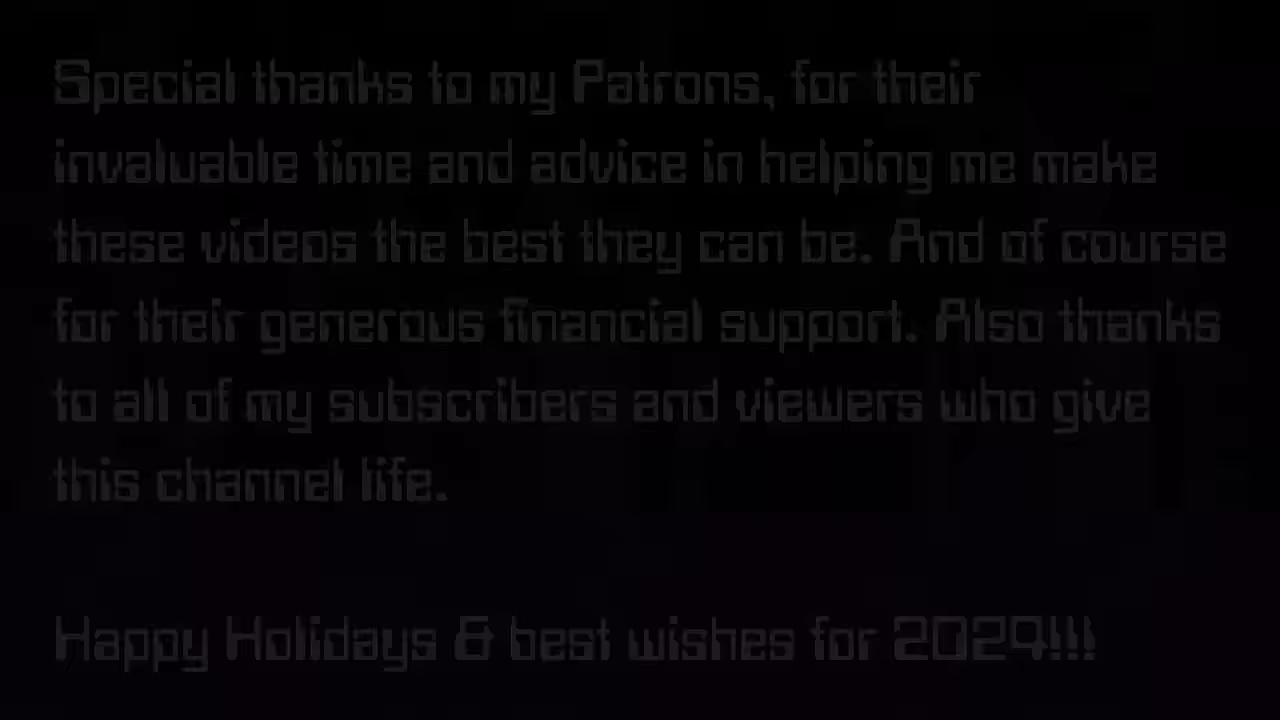 Special thanks to my Patrons, for their
invaluable time and advice in helping me make
these videos the best they can be. And of course
for their generous financial support. Also thanks
to all of my subscribers and viewers who give
this channel life.
Happy Holidays & best wishes for 2024!!!